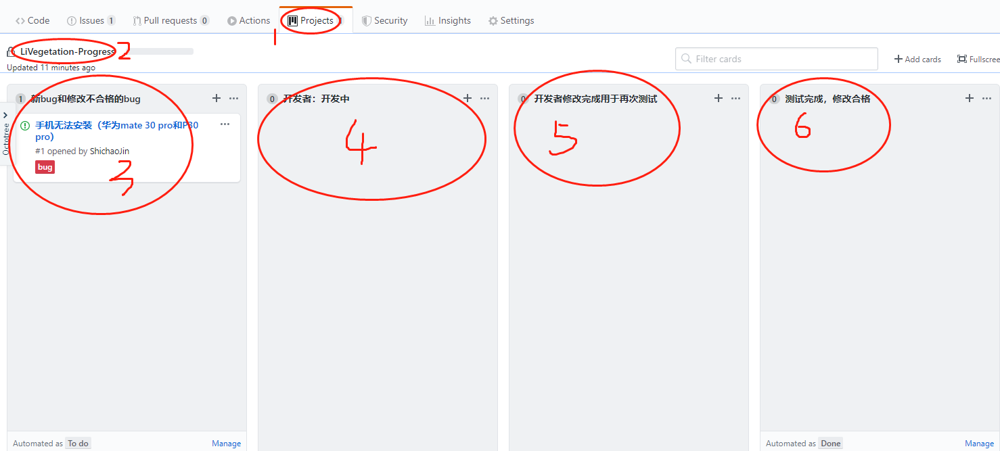 Code Issues 1 Pull requests 0 Actions Projects Security Insights Settings
1
LiVegetation-Progress 2
Updated 11 minutes ago
Filter cards
Add cards
Fullscree
Octotree
1 新bug和修改不合格的bug
手机无法安装（华为mate 30 pro和P30
pro）
#1 opened by ShichaoJin
bug
3
Automated as To do Manage
0 开发者：开发中
4
0 开发者修改完成用于再次测试
5
0 测试完成，修改合格
6
Automated as Done Manage